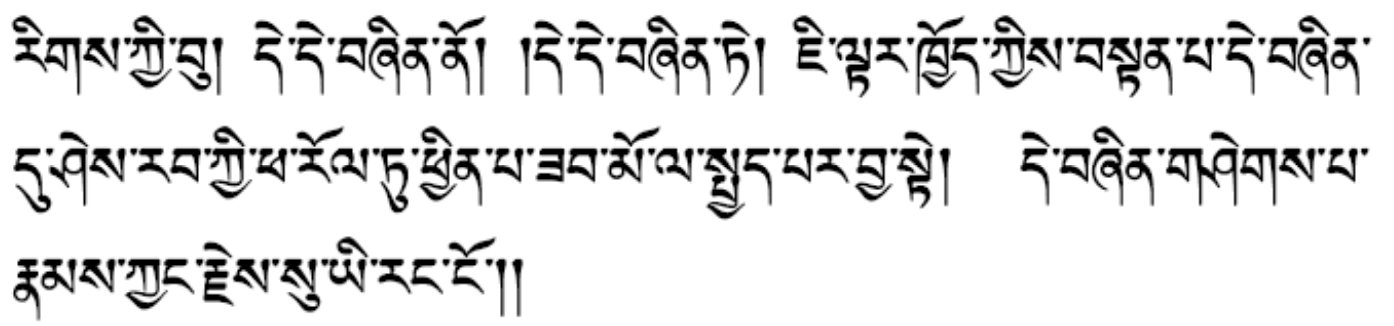 རིགས་ཀྱི་བུ། དེ་དེ་བཞིན་ནོ། །དེ་དེ་བཞིན་ཏེ། ཇི་ལྟར་ཁྱོད་ཀྱིས་བསྟན་པ་དེ་བཞིན་
དུ་ཤེས་རབ་ཀྱི་ཕ་རོལ་ཏུ་ཕྱིན་པ་ཟབ་མོ་ལ་སྤྱད་པར་བྱ་སྟེ། དེ་བཞིན་གཤེགས་པ་
རྣམས་ཀྱང་རྗེས་སུ་ཡི་རང་ངོ་།།